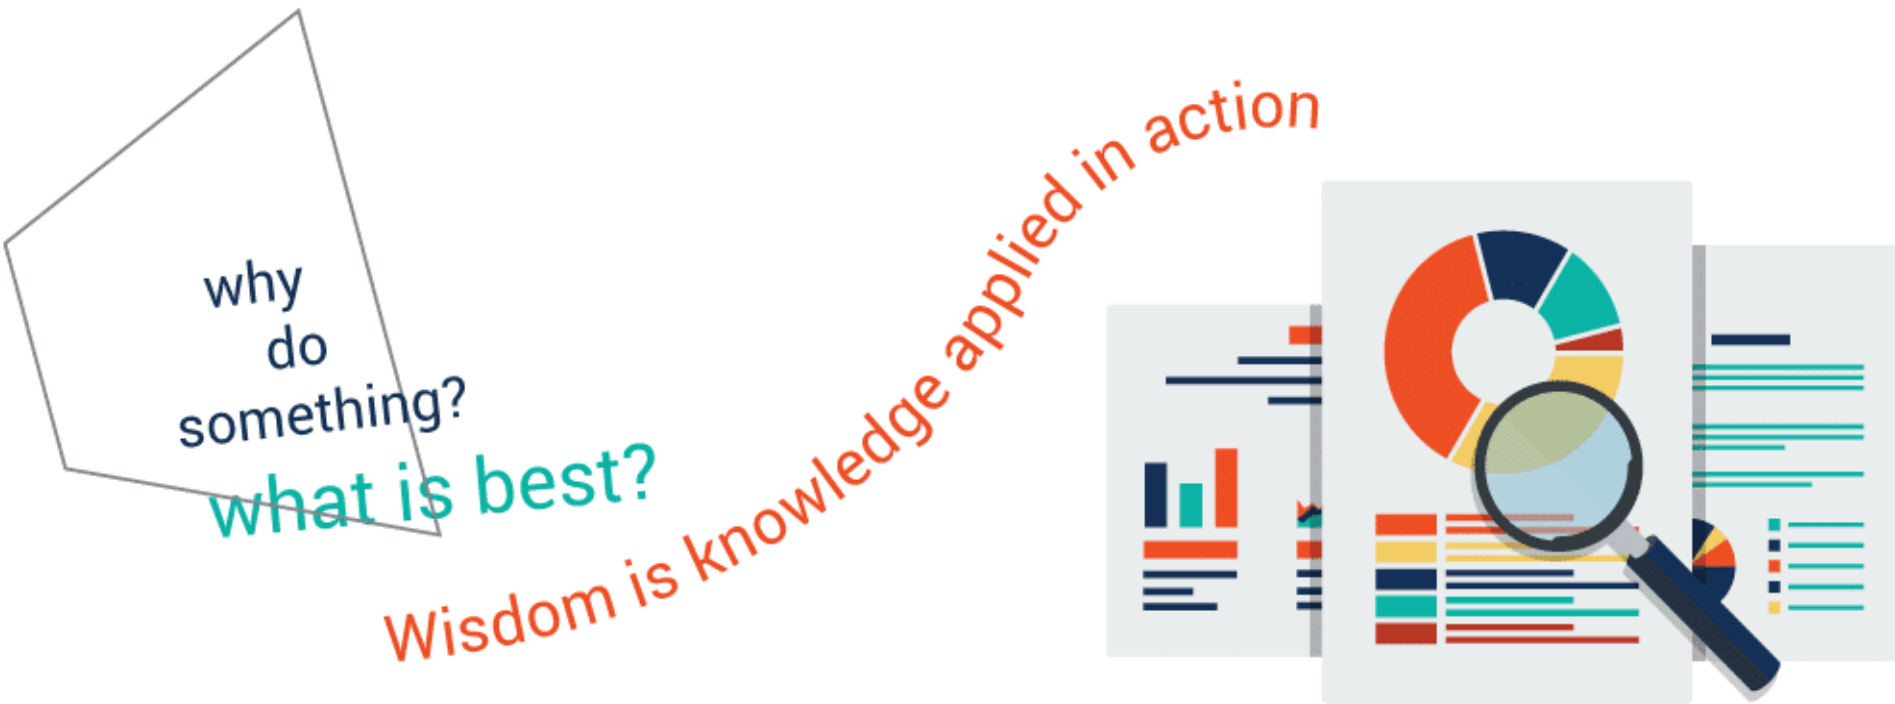 why
do
something?
what is best?
Wisdom is knowledge applied in action